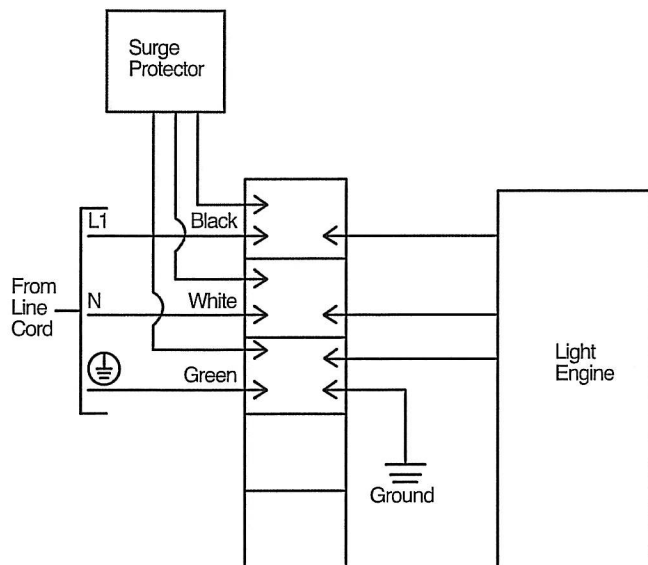 Surge
Protector
L1
Black
From
Line
Cord
N
White
Green
Light
Engine
Ground